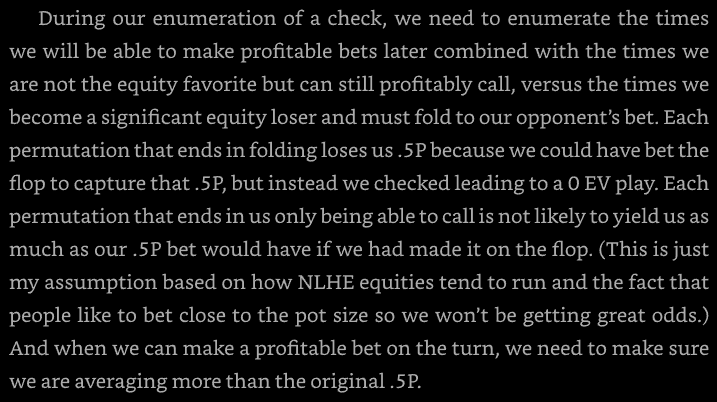 During our enumeration of a check, we need to enumerate the times
we will be able to make profitable bets later combined with the times we
are not the equity favorite but can still profitably call, versus the times we
become a significant equity loser and must fold to our opponent's bet. Each
permutation that ends in folding loses us .5P because we could have bet the
flop to capture that .5P, but instead we checked leading to a 0 EV play. Each
permutation that ends in us only being able to call is not likely to yield us as
much as our .5P bet would have if we had made it on the flop. (This is just
my assumption based on how NLHE equities tend to run and the fact that
people like to bet close to the pot size so we won't be getting great odds.)
And when we can make a profitable bet on the turn, we need to make sure
we are averaging more than the original .5P.